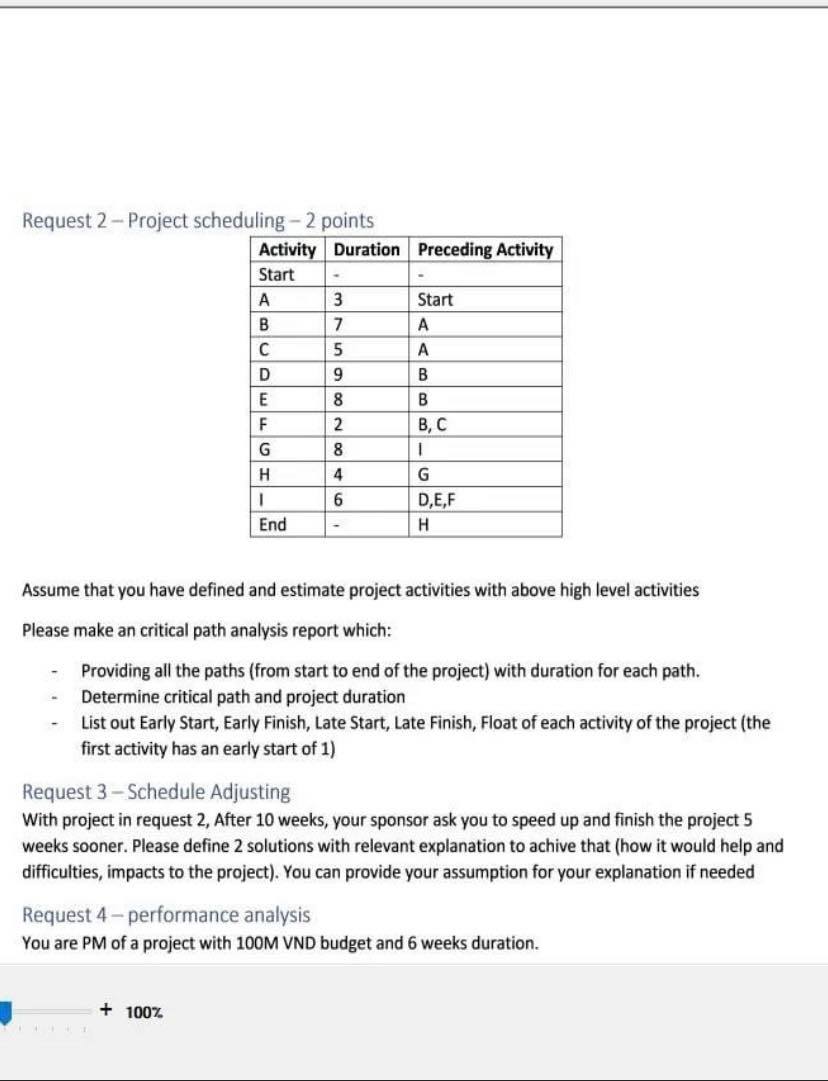 Request 2 – Project scheduling – 2 points
Activity Duration Preceding Activity
Start - -
A 3 Start
B 7 A
C 5 A
D 9 B
E 8 B
F 2 B, C
G 8 I
H 4 G
I 6 D,E,F
End - H
Assume that you have defined and estimate project activities with above high level activities
Please make an critical path analysis report which:
- Providing all the paths (from start to end of the project) with duration for each path.
- Determine critical path and project duration
- List out Early Start, Early Finish, Late Start, Late Finish, Float of each activity of the project (the
first activity has an early start of 1)
Request 3 – Schedule Adjusting
With project in request 2, After 10 weeks, your sponsor ask you to speed up and finish the project 5
weeks sooner. Please define 2 solutions with relevant explanation to achive that (how it would help and
difficulties, impacts to the project). You can provide your assumption for your explanation if needed
Request 4 – performance analysis
You are PM of a project with 100M VND budget and 6 weeks duration.
+ 100%